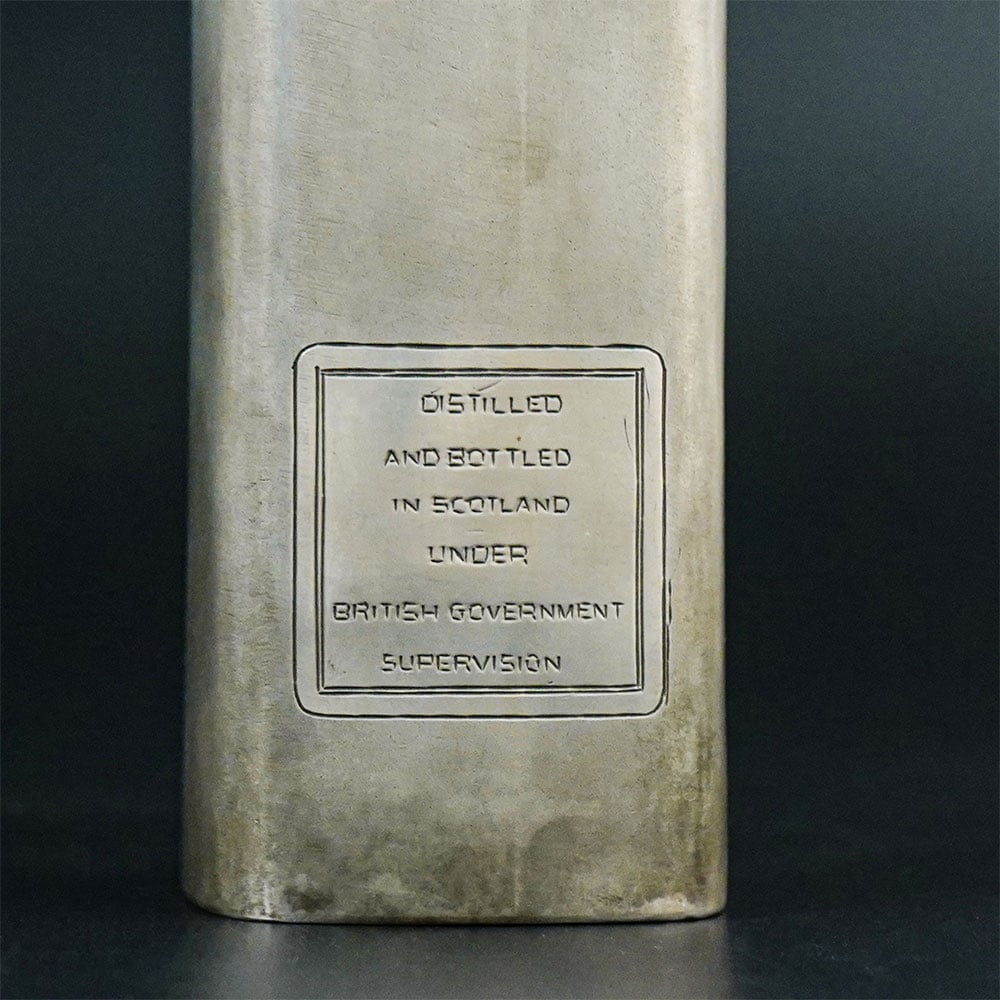 DISTILLED
AND BOTTLED
IN SCOTLAND
UNDER
BRITISH GOVERNMENT
SUPERVISION